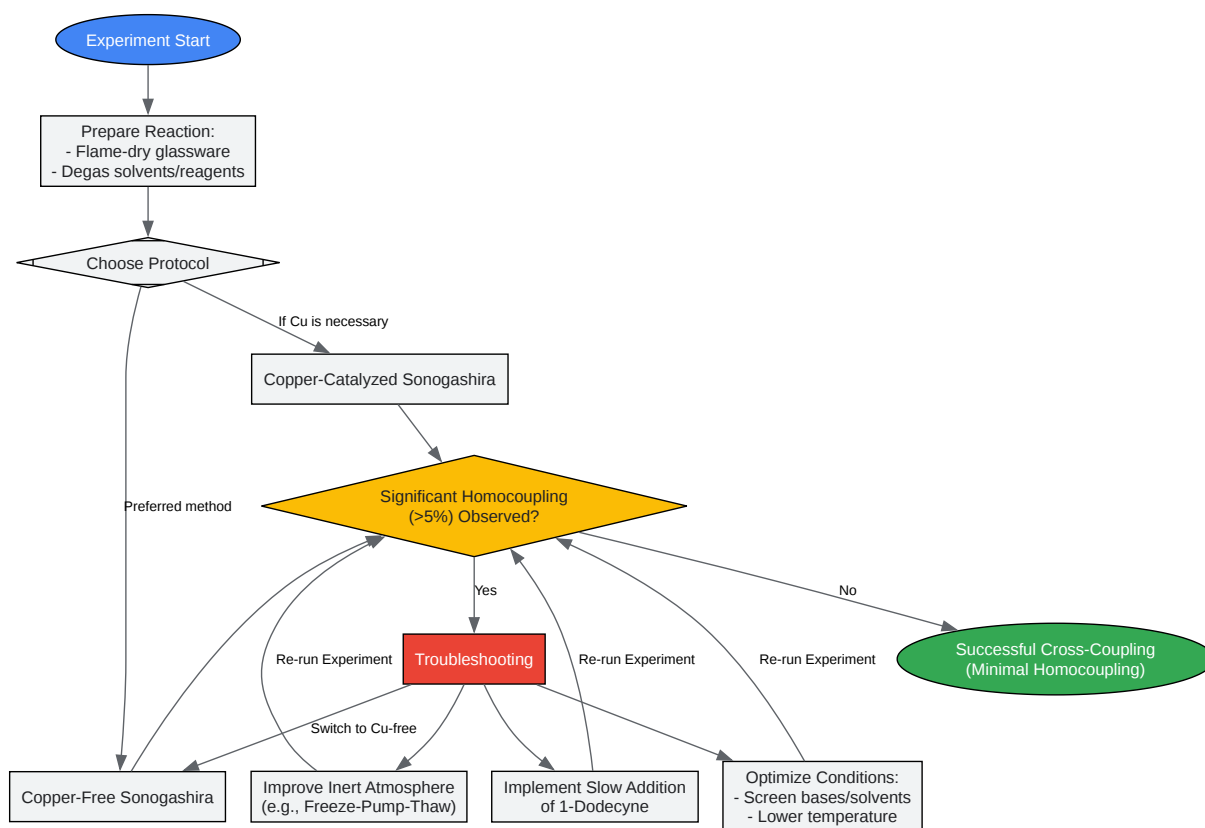 Experiment Start
Prepare Reaction:
- Flame-dry glassware
- Degas solvents/reagents
Choose Protocol
If Cu is necessary
Copper-Catalyzed Sonogashira
Preferred method
Significant Homocoupling
(>5%) Observed?
Yes
No
Re-run Experiment
Troubleshooting
Re-run Experiment
Re-run Experiment
Successful Cross-Coupling
(Minimal Homocoupling)
Switch to Cu-free
Copper-Free Sonogashira
Improve Inert Atmosphere
(e.g., Freeze-Pump-Thaw)
Implement Slow Addition
of 1-Dodecyne
Optimize Conditions:
- Screen bases/solvents
- Lower temperature